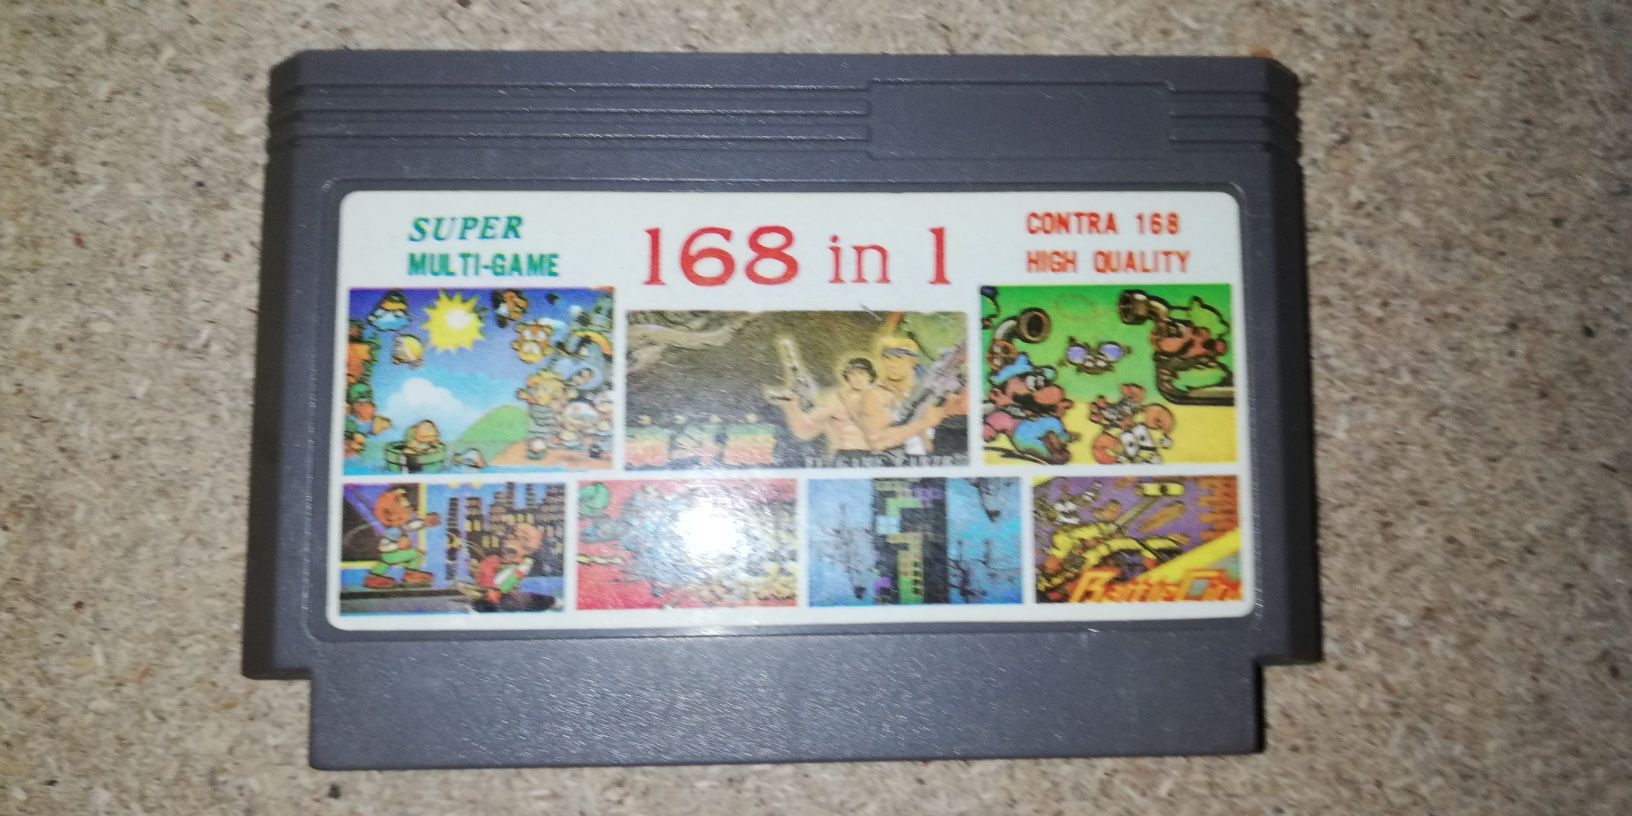 SUPER
MULTI-GAME
168 in 1
CONTRA 168
HIGH QUALITY